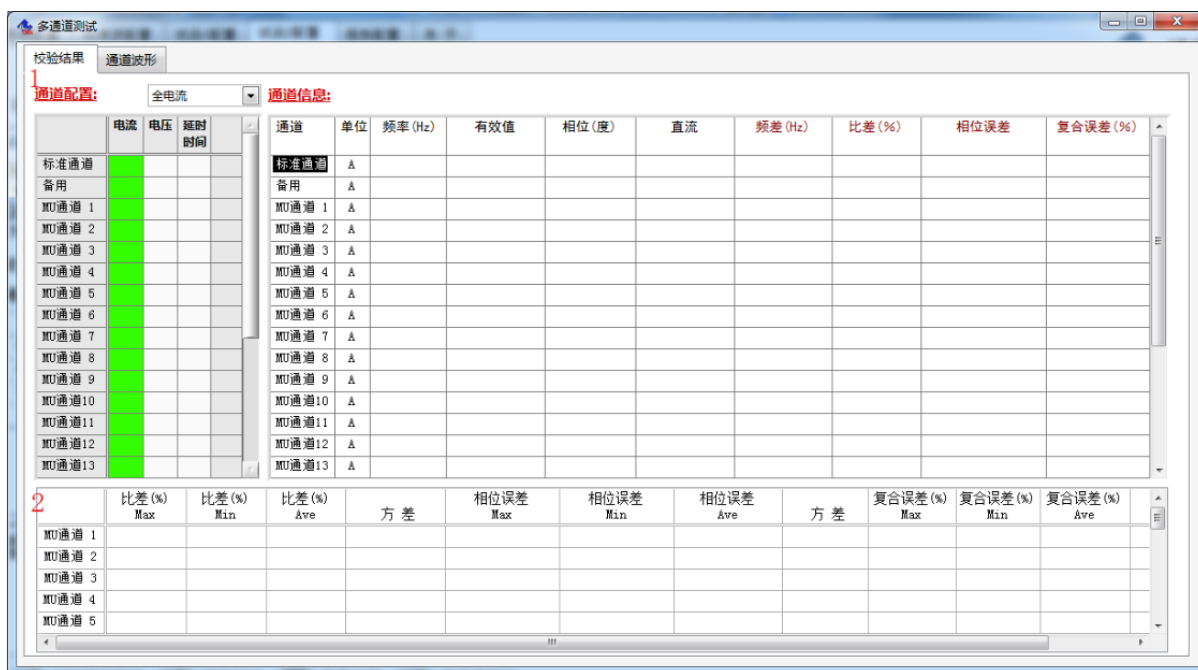 多通道测试
校验结果 通道波形
1
通道配置: 全电流 通道信息:
电流 电压 延时时间
通道 单位 频率(Hz) 有效值 相位(度) 直流 频差(Hz) 比差(%) 相位误差 复合误差(%)
标准通道 标准通道 A
备用 备用 A
MU通道 1 MU通道 1 A
MU通道 2 MU通道 2 A
MU通道 3 MU通道 3 A
MU通道 4 MU通道 4 A
MU通道 5 MU通道 5 A
MU通道 6 MU通道 6 A
MU通道 7 MU通道 7 A
MU通道 8 MU通道 8 A
MU通道 9 MU通道 9 A
MU通道10 MU通道10 A
MU通道11 MU通道11 A
MU通道12 MU通道12 A
MU通道13 MU通道13 A
2
比差(%) 比差(%) 比差(%) 相位误差 相位误差 相位误差 复合误差(%) 复合误差(%) 复合误差(%)
Max Min Ave 方差 Max Min Ave 方差 Max Min Ave
MU通道 1
MU通道 2
MU通道 3
MU通道 4
MU通道 5